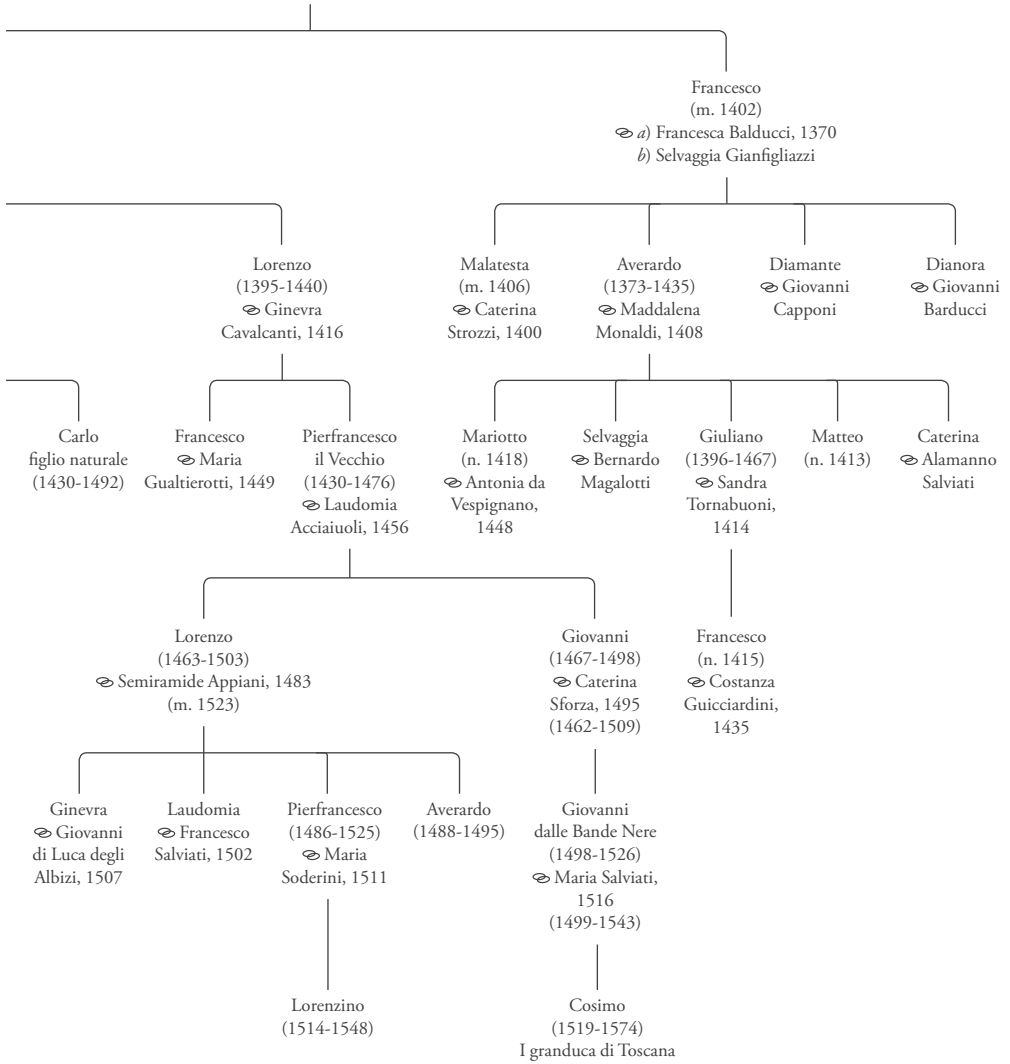 Francesco
(m. 1402)
⚭ a) Francesca Balducci, 1370
b) Selvaggia Gianfigliazzi
Lorenzo
(1395-1440)
⚭ Ginevra
Cavalcanti, 1416
Malatesta
(m. 1406)
⚭ Caterina
Strozzi, 1400
Averardo
(1373-1435)
⚭ Maddalena
Monaldi, 1408
Diamante
⚭ Giovanni
Capponi
Dianora
⚭ Giovanni
Barducci
Carlo
figlio naturale
(1430-1492)
Francesco
⚭ Maria
Gualtierotti, 1449
Pierfrancesco
il Vecchio
(1430-1476)
⚭ Laudomia
Acciaiuoli, 1456
Mariotto
(n. 1418)
⚭ Antonia da
Vespignano,
1448
Selvaggia
⚭ Bernardo
Magalotti
Giuliano
(1396-1467)
⚭ Sandra
Tornabuoni,
1414
Matteo
(n. 1413)
Caterina
⚭ Alamanno
Salviati
Lorenzo
(1463-1503)
⚭ Semiramide Appiani, 1483
(m. 1523)
Giovanni
(1467-1498)
⚭ Caterina
Sforza, 1495
(1462-1509)
Francesco
(n. 1415)
⚭ Costanza
Guicciardini,
1435
Ginevra
⚭ Giovanni
di Luca degli
Albizi, 1507
Laudomia
⚭ Francesco
Salviati, 1502
Pierfrancesco
(1486-1525)
⚭ Maria
Soderini, 1511
Averardo
(1488-1495)
Giovanni
dalle Bande Nere
(1498-1526)
⚭ Maria Salviati,
1516
(1499-1543)
Lorenzino
(1514-1548)
Cosimo
(1519-1574)
I granduca di Toscana